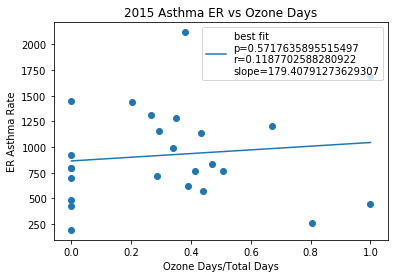 2015 Asthma ER vs Ozone Days
best fit
p=0.5717635895515497
r=0.1187702588280922
slope=179.40791273629307
2000
1750
1500
1250
1000
750
500
250
ER Asthma Rate
0.0 0.2 0.4 0.6 0.8 1.0
Ozone Days/Total Days